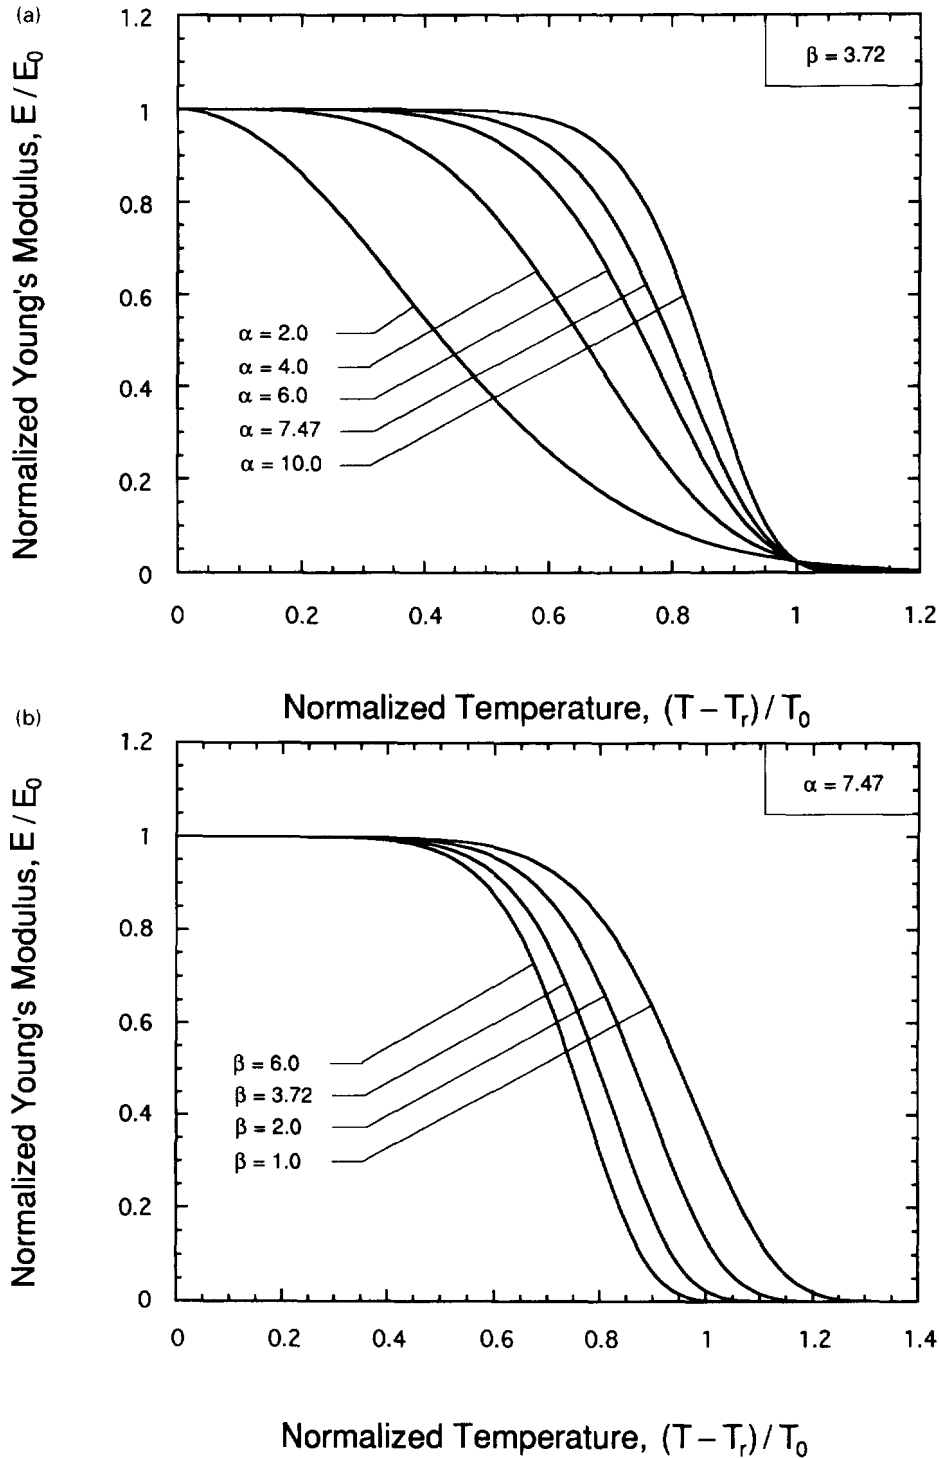 (a)
Normalized Young's Modulus, E / E₀
1.2
1
0.8
0.6
0.4
0.2
0
β = 3.72
α = 2.0
α = 4.0
α = 6.0
α = 7.47
α = 10.0
0 0.2 0.4 0.6 0.8 1 1.2
Normalized Temperature, (T – Tᵣ) / T₀
(b)
Normalized Young's Modulus, E / E₀
1.2
1
0.8
0.6
0.4
0.2
0
α = 7.47
β = 6.0
β = 3.72
β = 2.0
β = 1.0
0 0.2 0.4 0.6 0.8 1 1.2 1.4
Normalized Temperature, (T – Tᵣ) / T₀